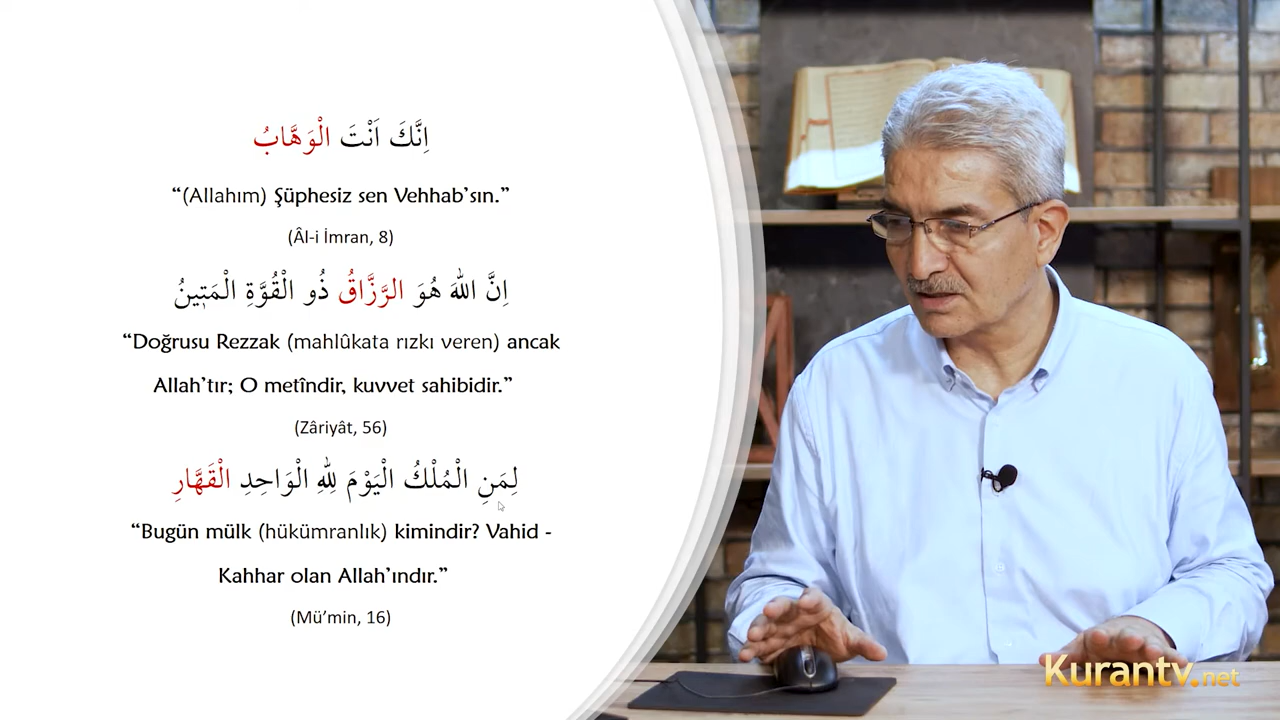 اِنَّكَ اَنْتَ الْوَهَّابُ
“(Allahım) Şüphesiz sen Vehhab’sın.”
(Âl-i İmran, 8)
اِنَّ اللّٰهَ هُوَ الرَّزَّاقُ ذُو الْقُوَّةِ الْمَت۪ينُ
“Doğrusu Rezzak (mahlûkata rızkı veren) ancak
Allah’tır; O metîndir, kuvvet sahibidir.”
(Zâriyât, 56)
لِمَنِ الْمُلْكُ الْيَوْمَ لِلّٰهِ الْوَاحِدِ الْقَهَّارِ
“Bugün mülk (hükümranlık) kimindir? Vahid -
Kahhar olan Allah’ındır.”
(Mü’min, 16)
Kurantv.net